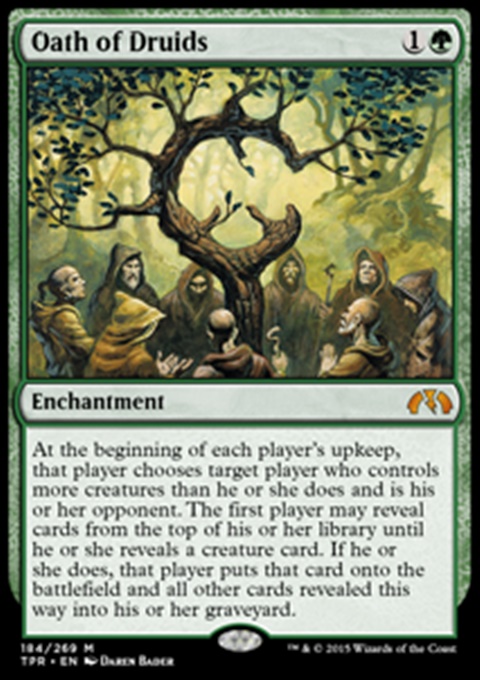 Oath of Druids 1
Enchantment
At the beginning of each player's upkeep,
that player chooses target player who controls
more creatures than he or she does and is his
or her opponent. The first player may reveal
cards from the top of his or her library until
he or she reveals a creature card. If he or
she does, that player puts that card onto the
battlefield and all other cards revealed this
way into his or her graveyard.
184/269 M
TPR • EN Daren Bader
™ & © 2015 Wizards of the Coast